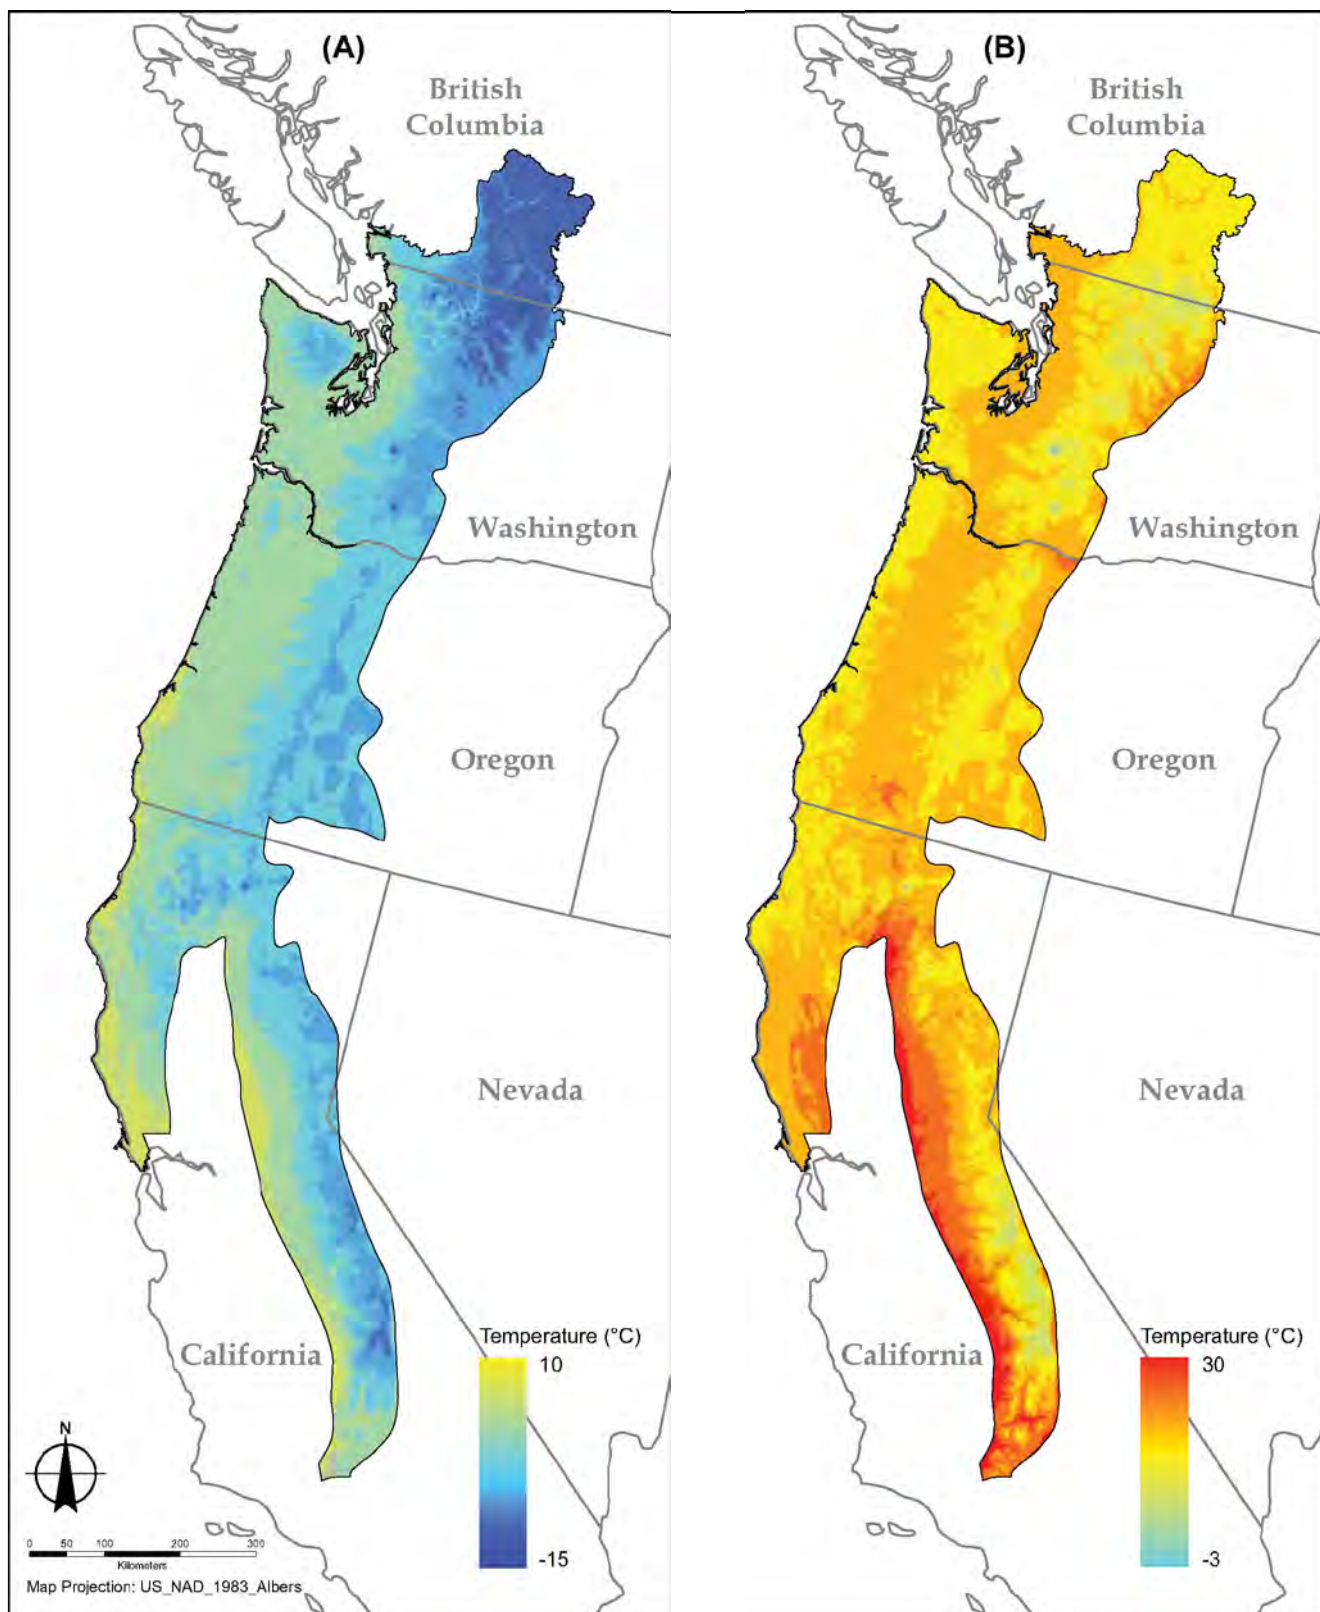 (A)
British
Columbia
Washington
Oregon
Nevada
California
Temperature (°C)
10
-15
N
0 50 100 200 300
Kilometers
Map Projection: US_NAD_1983_Albers
(B)
British
Columbia
Washington
Oregon
Nevada
California
Temperature (°C)
30
-3